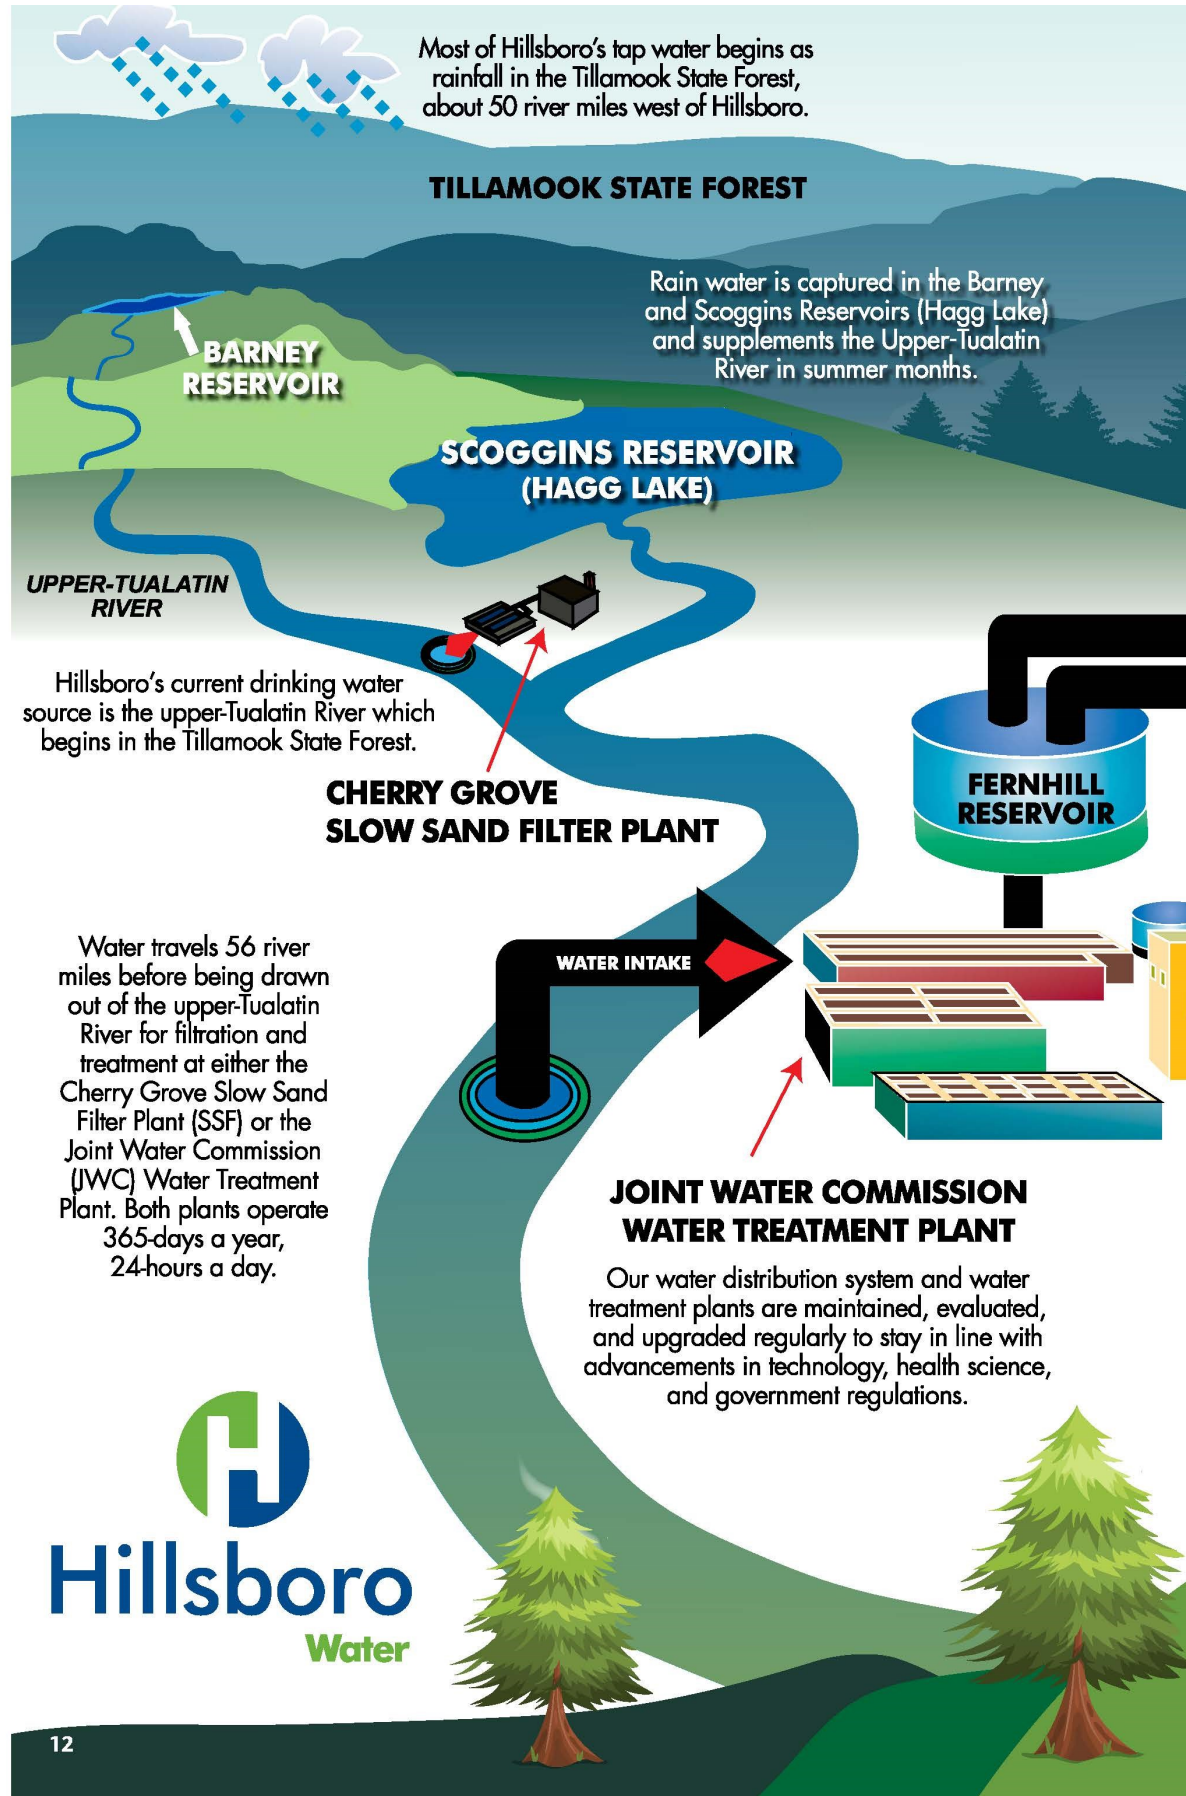 Most of Hillsboro's tap water begins as
rainfall in the Tillamook State Forest,
about 50 river miles west of Hillsboro.
TILLAMOOK STATE FOREST
Rain water is captured in the Barney
and Scoggins Reservoirs (Hagg Lake)
and supplements the Upper-Tualatin
River in summer months.
BARNEY
RESERVOIR
SCOGGINS RESERVOIR
(HAGG LAKE)
UPPER-TUALATIN
RIVER
Hillsboro's current drinking water
source is the upper-Tualatin River which
begins in the Tillamook State Forest.
CHERRY GROVE
SLOW SAND FILTER PLANT
FERNHILL
RESERVOIR
Water travels 56 river
miles before being drawn
out of the upper-Tualatin
River for filtration and
treatment at either the
Cherry Grove Slow Sand
Filter Plant (SSF) or the
Joint Water Commission
(JWC) Water Treatment
Plant. Both plants operate
365-days a year,
24-hours a day.
WATER INTAKE
JOINT WATER COMMISSION
WATER TREATMENT PLANT
Our water distribution system and water
treatment plants are maintained, evaluated,
and upgraded regularly to stay in line with
advancements in technology, health science,
and government regulations.
H
Hillsboro
Water
12